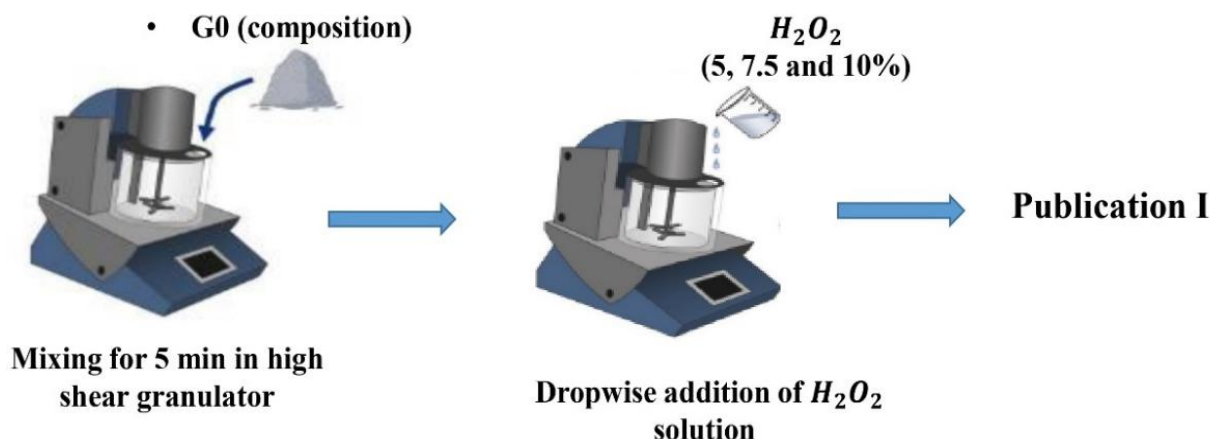 • G0 (composition)
H₂O₂
(5, 7.5 and 10%)
Publication I
Mixing for 5 min in high
shear granulator
Dropwise addition of H₂O₂
solution